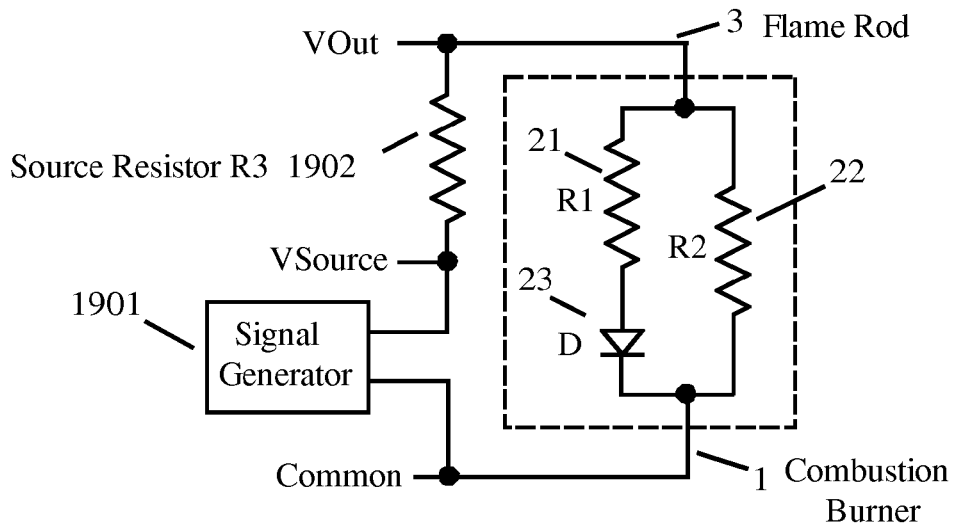 3 Flame Rod
VOut
21
Source Resistor R3 1902
22
R1
R2
VSource
23
1901
Signal
Generator
D
Common
1 Combustion
Burner